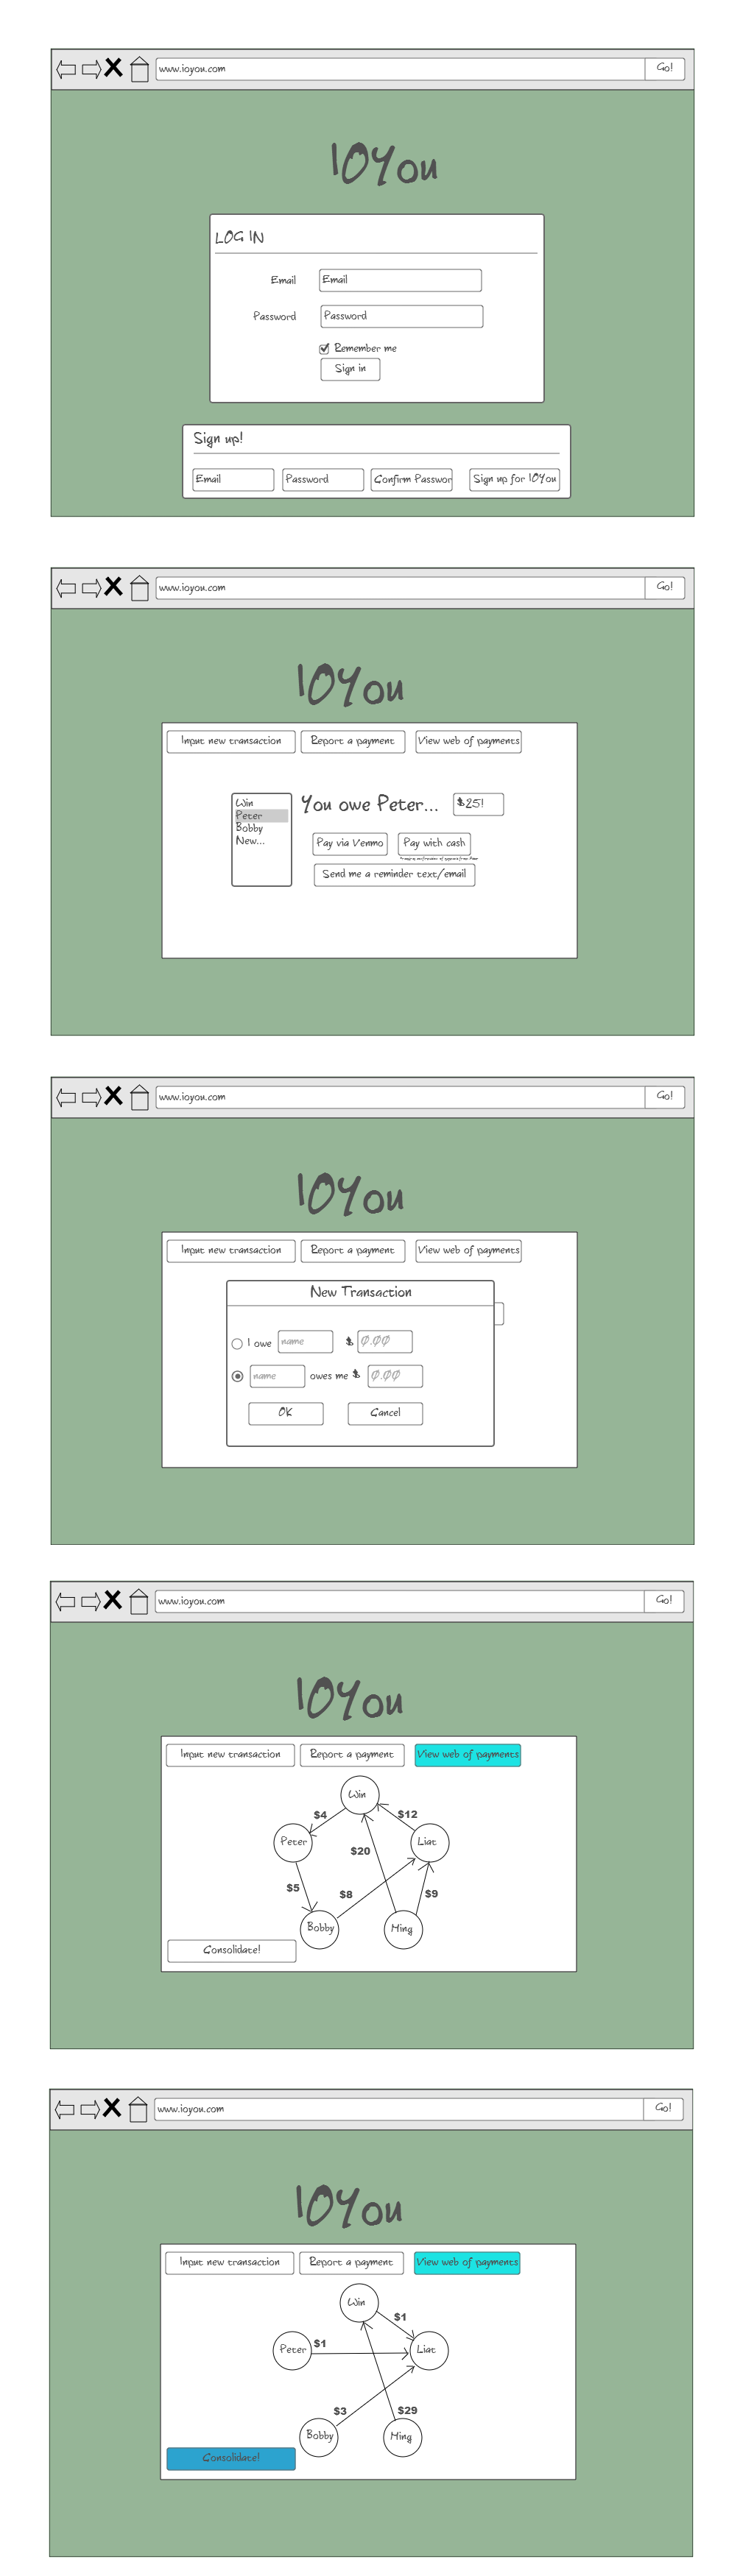 www.ioyou.com
Go!
IOYou
LOG IN
Email
Email
Password
Password
Remember me
Sign in
Sign up!
Email
Password
Confirm Passwor
Sign up for IOYou
www.ioyou.com
Go!
IOYou
Input new transaction
Report a payment
View web of payments
Win
Peter
Bobby
New...
You owe Peter...
$25!
Pay via Venmo
Pay with cash
Send me a reminder text/email
www.ioyou.com
Go!
IOYou
Input new transaction
Report a payment
View web of payments
New Transaction
I owe
name
$
0.00
name
owes me $
0.00
OK
Cancel
www.ioyou.com
Go!
IOYou
Input new transaction
Report a payment
View web of payments
Win
$4
$12
Peter
Liat
$20
$5
$8
$9
Bobby
Ming
Consolidate!
www.ioyou.com
Go!
IOYou
Input new transaction
Report a payment
View web of payments
Win
$1
Peter
$1
Liat
$3
$29
Bobby
Ming
Consolidate!